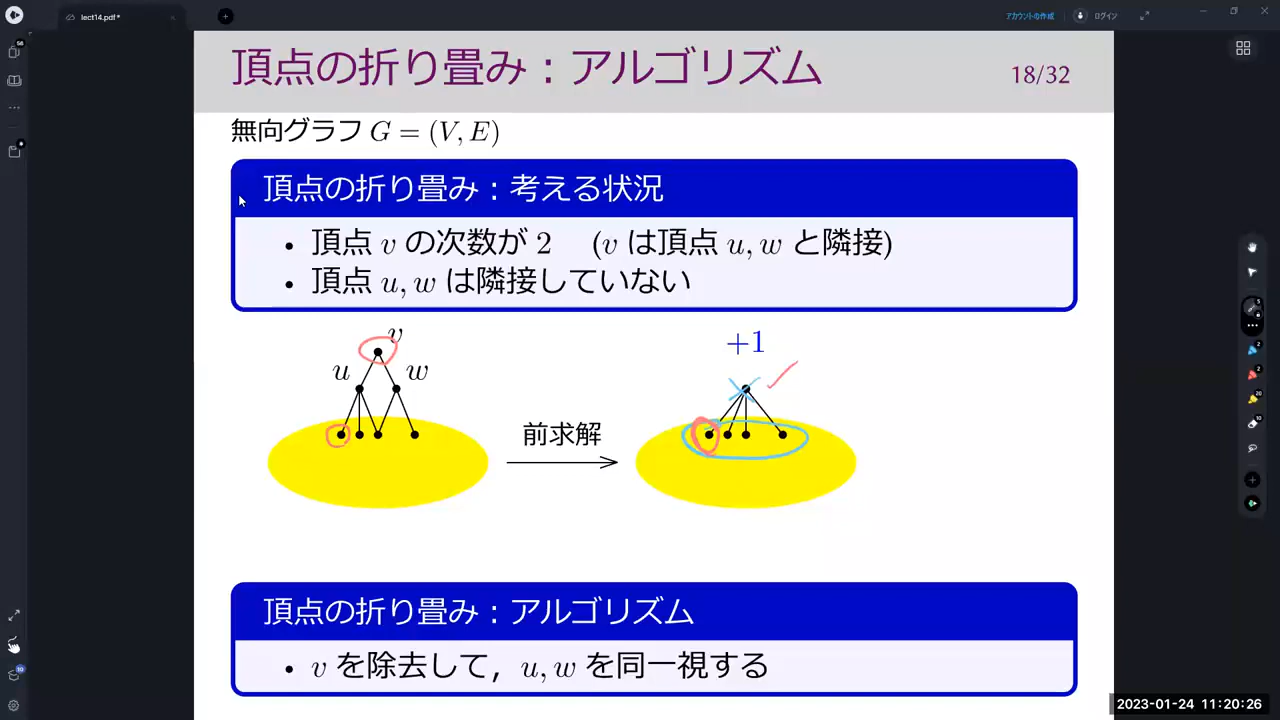 lect14.pdf*
アカウントの作成
ログイン
頂点の折り畳み：アルゴリズム
18/32
無向グラフ G = (V, E)
頂点の折り畳み：考える状況
• 頂点 v の次数が 2 (v は頂点 u, w と隣接)
• 頂点 u, w は隣接していない
v
u w
+1
前求解
頂点の折り畳み：アルゴリズム
• v を除去して，u, w を同一視する
2023-01-24 11:20:26